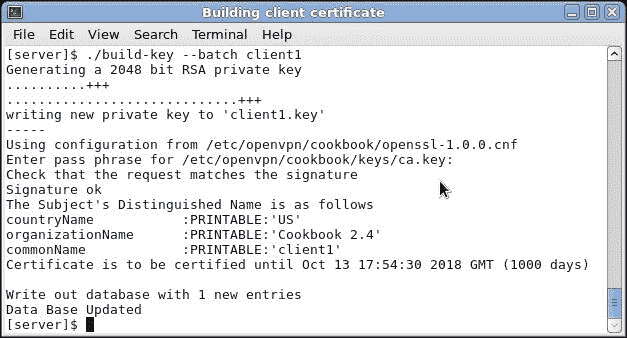 Building client certificate
File Edit View Search Terminal Help
[server]$ ./build-key --batch client1
Generating a 2048 bit RSA private key
..........+++
.............................+++
writing new private key to 'client1.key'
-----
Using configuration from /etc/openvpn/cookbook/openssl-1.0.0.cnf
Enter pass phrase for /etc/openvpn/cookbook/keys/ca.key:
Check that the request matches the signature
Signature ok
The Subject's Distinguished Name is as follows
countryName           :PRINTABLE:'US'
organizationName      :PRINTABLE:'Cookbook 2.4'
commonName            :PRINTABLE:'client1'
Certificate is to be certified until Oct 13 17:54:30 2018 GMT (1000 days)
Write out database with 1 new entries
Data Base Updated
[server]$